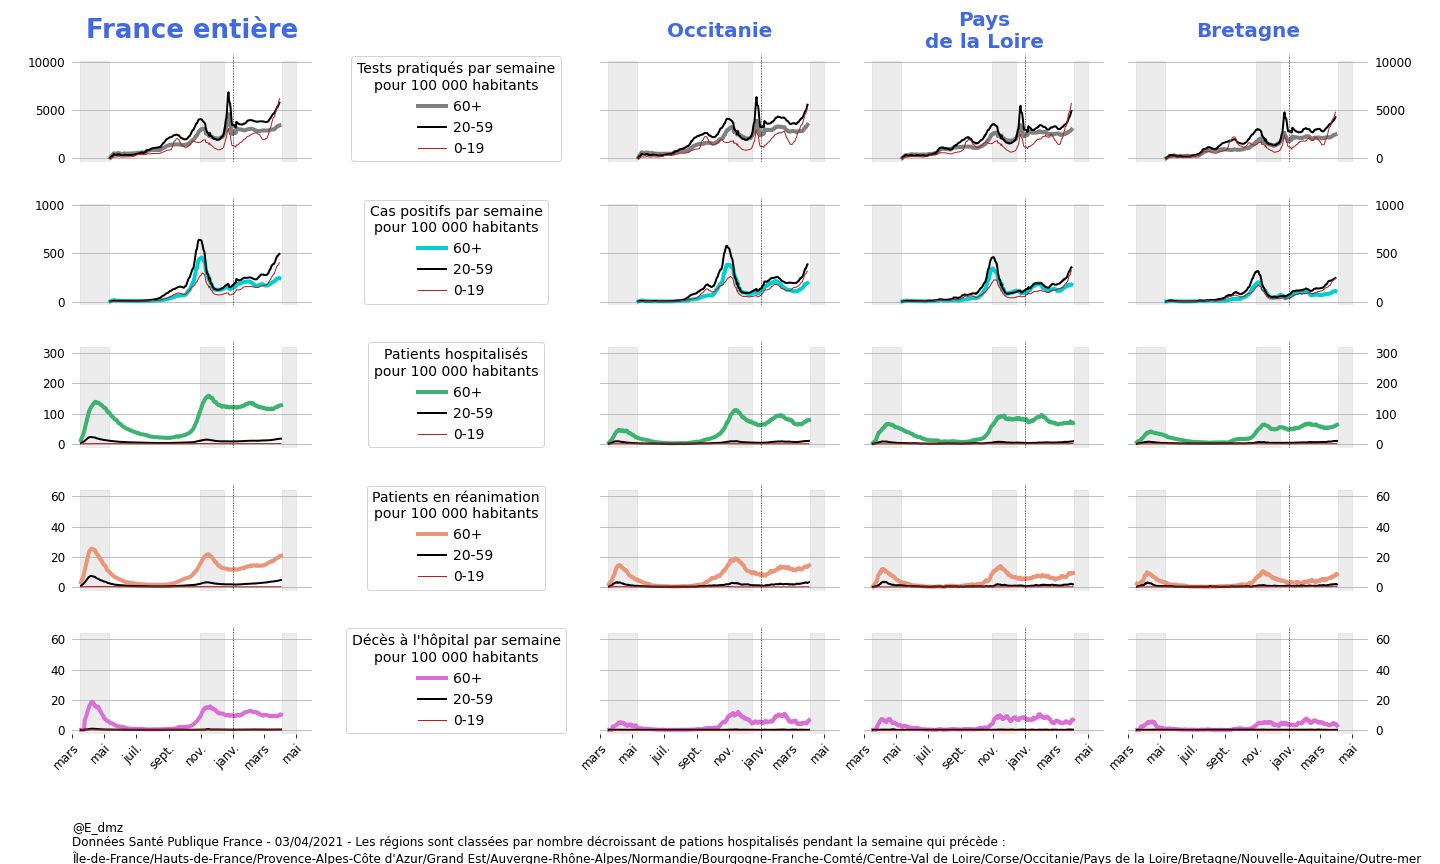 France entière
Occitanie
Pays
de la Loire
Bretagne
10000
5000
0
Tests pratiqués par semaine
pour 100 000 habitants
60+
20-59
0-19
10000
5000
0
1000
500
0
Cas positifs par semaine
pour 100 000 habitants
60+
20-59
0-19
1000
500
0
300
200
100
0
Patients hospitalisés
pour 100 000 habitants
60+
20-59
0-19
300
200
100
0
60
40
20
0
Patients en réanimation
pour 100 000 habitants
60+
20-59
0-19
60
40
20
0
60
40
20
0
Décès à l'hôpital par semaine
pour 100 000 habitants
60+
20-59
0-19
60
40
20
0
mars mai juil. sept. nov. janv. mars mai
mars mai juil. sept. nov. janv. mars mai
mars mai juil. sept. nov. janv. mars mai
mars mai juil. sept. nov. janv. mars mai
@E_dmz
Données Santé Publique France - 03/04/2021 - Les régions sont classées par nombre décroissant de pations hospitalisés pendant la semaine qui précède :
Île-de-France/Hauts-de-France/Provence-Alpes-Côte d'Azur/Grand Est/Auvergne-Rhône-Alpes/Normandie/Bourgogne-Franche-Comté/Centre-Val de Loire/Corse/Occitanie/Pays de la Loire/Bretagne/Nouvelle-Aquitaine/Outre-mer